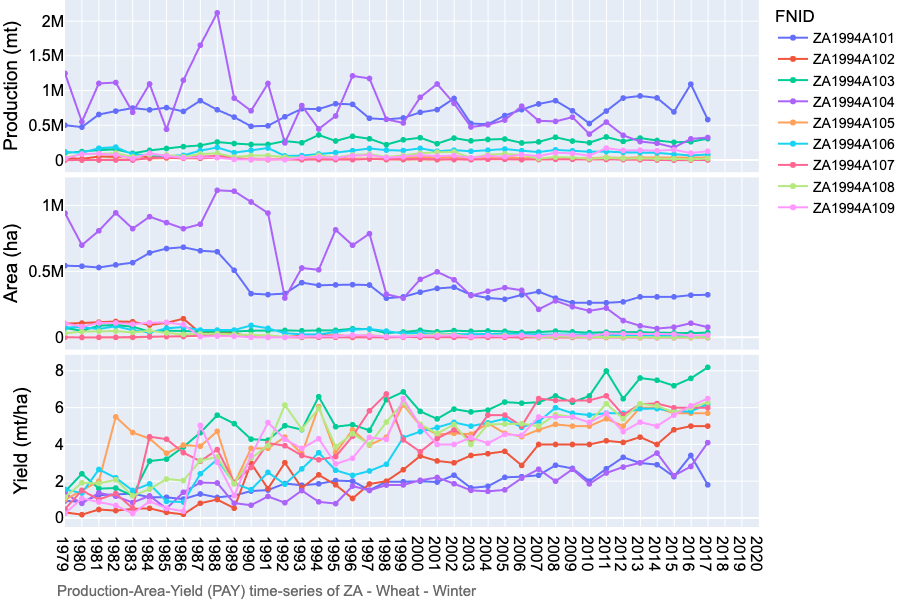 FNID
ZA1994A101
ZA1994A102
ZA1994A103
ZA1994A104
ZA1994A105
ZA1994A106
ZA1994A107
ZA1994A108
ZA1994A109
Production (mt)
2M
1.5M
1M
0.5M
0
Area (ha)
1M
0.5M
0
Yield (mt/ha)
8
6
4
2
0
1979 1980 1981 1982 1983 1984 1985 1986 1987 1988 1989 1990 1991 1992 1993 1994 1995 1996 1997 1998 1999 2000 2001 2002 2003 2004 2005 2006 2007 2008 2009 2010 2011 2012 2013 2014 2015 2016 2017 2018 2019 2020
Production-Area-Yield (PAY) time-series of ZA - Wheat - Winter